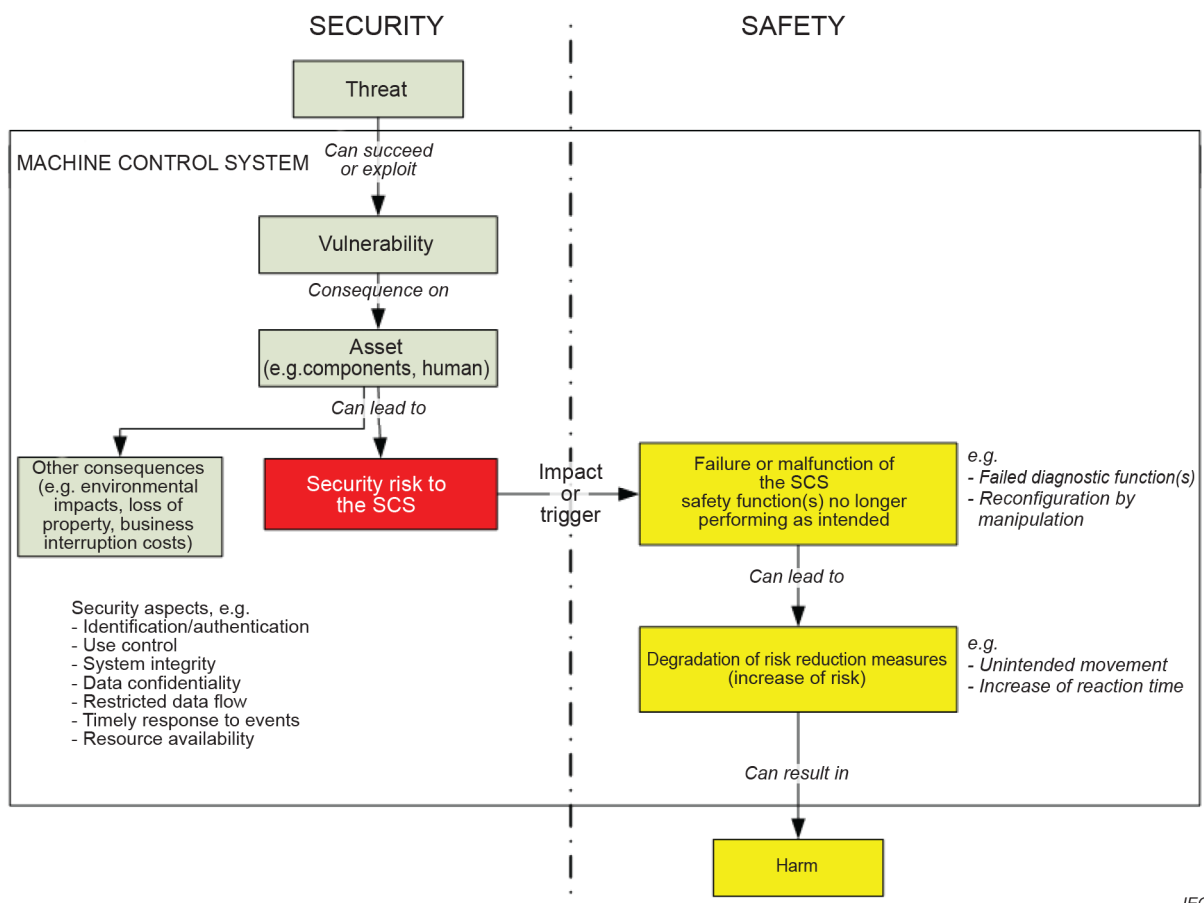 SECURITY
SAFETY
Threat
MACHINE CONTROL SYSTEM
Can succeed
or exploit
Vulnerability
Consequence on
Asset
(e.g.components, human)
Can lead to
Other consequences
(e.g. environmental
impacts, loss of
property, business
interruption costs)
Security risk to
the SCS
Impact
or
trigger
Failure or malfunction of
the SCS
safety function(s) no longer
performing as intended
e.g.
- Failed diagnostic function(s)
- Reconfiguration by
manipulation
Can lead to
Security aspects, e.g.
- Identification/authentication
- Use control
- System integrity
- Data confidentiality
- Restricted data flow
- Timely response to events
- Resource availability
Degradation of risk reduction measures
(increase of risk)
e.g.
- Unintended movement
- Increase of reaction time
Can result in
Harm